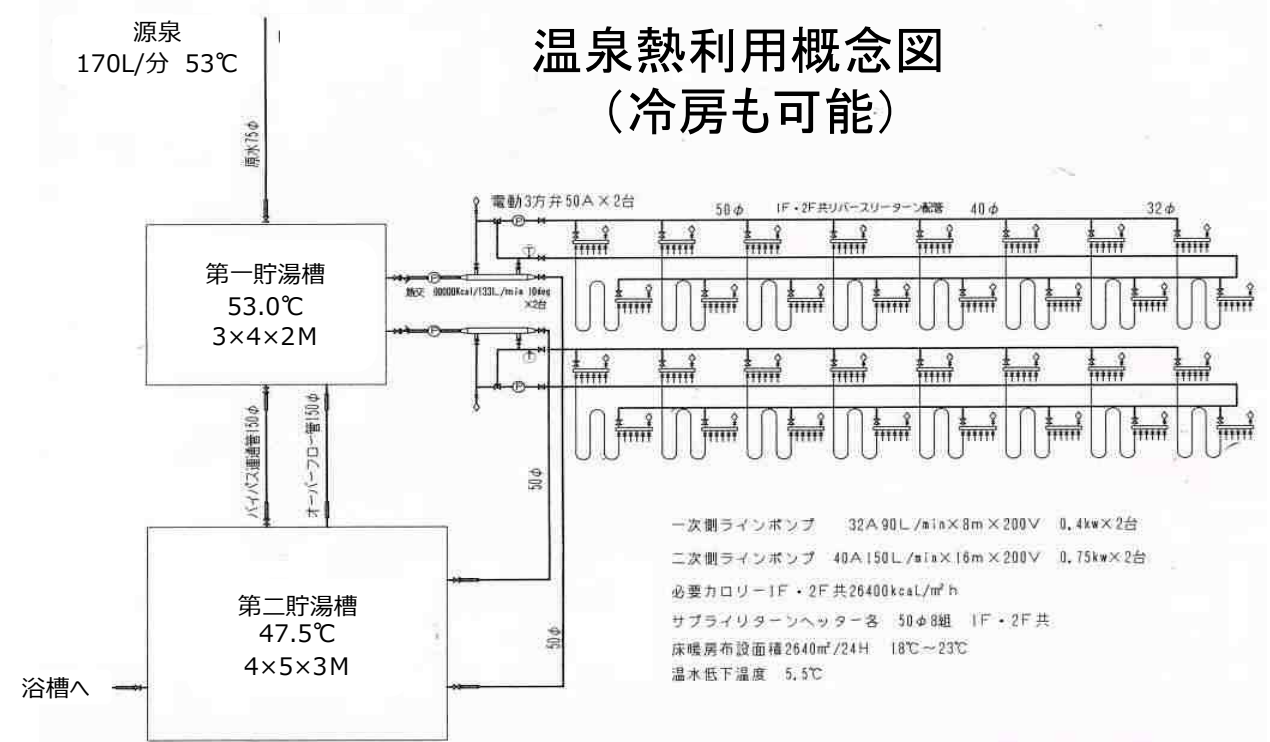 源泉
170L/分 53℃
温泉熱利用概念図
（冷房も可能）
原水75φ
電動3方弁50A×2台
50φ
1F・2F共リバースリターン配管
40φ
32φ
P
T
第一貯湯槽
53.0℃
3×4×2M
P
熱交 80000Kcal/133L/min 10deg
×2台
P
T
P
バイパス連通管150φ
オーバーフロー管150φ
50φ
50φ
第二貯湯槽
47.5℃
4×5×3M
浴槽へ
一次側ラインポンプ 32A90L/min×8m×200V 0.4kw×2台
二次側ラインポンプ 40A150L/min×16m×200V 0.75kw×2台
必要カロリー1F・2F共26400kcaL/㎡h
サプライリターンヘッター各 50φ8組 1F・2F共
床暖房布設面積2640㎡/24H 18℃～23℃
温水低下温度 5.5℃